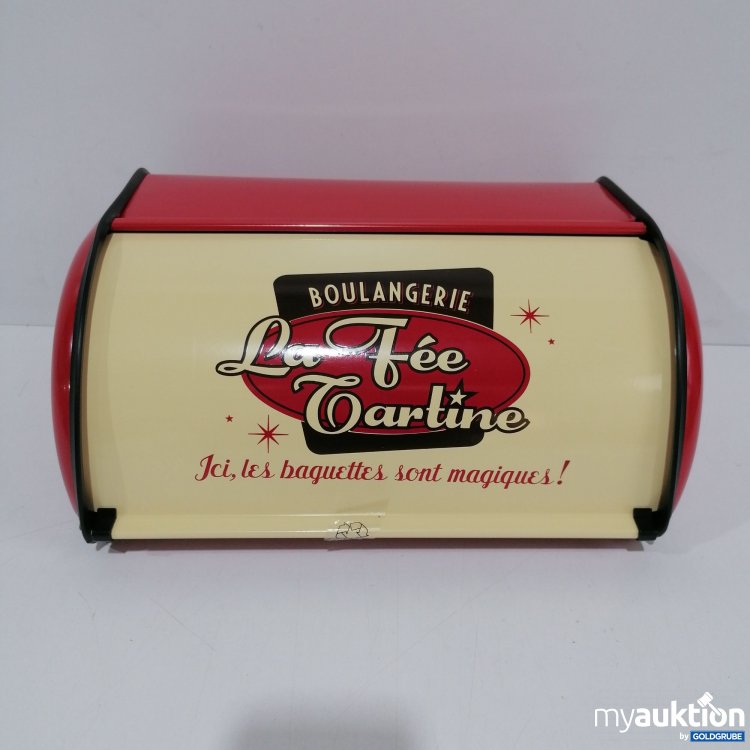 BOULANGERIE
La Fée
Tartine
Ici, les baguettes sont magiques!
myauktion
by GOLDGRUBE